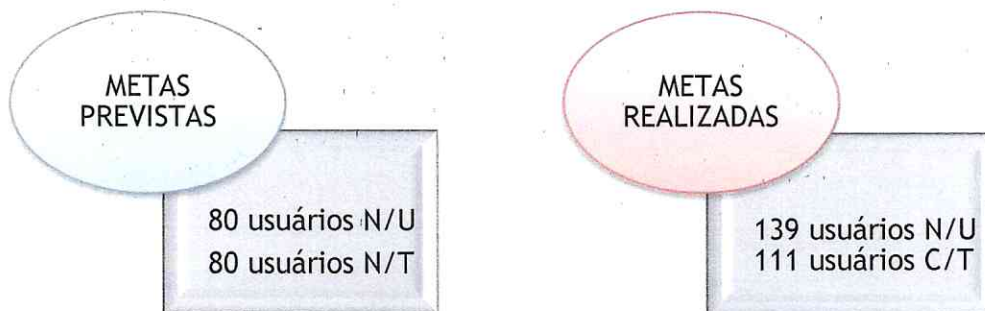 METAS
PREVISTAS
80 usuários N/U
80 usuários N/T
METAS
REALIZADAS
139 usuários N/U
111 usuários C/T